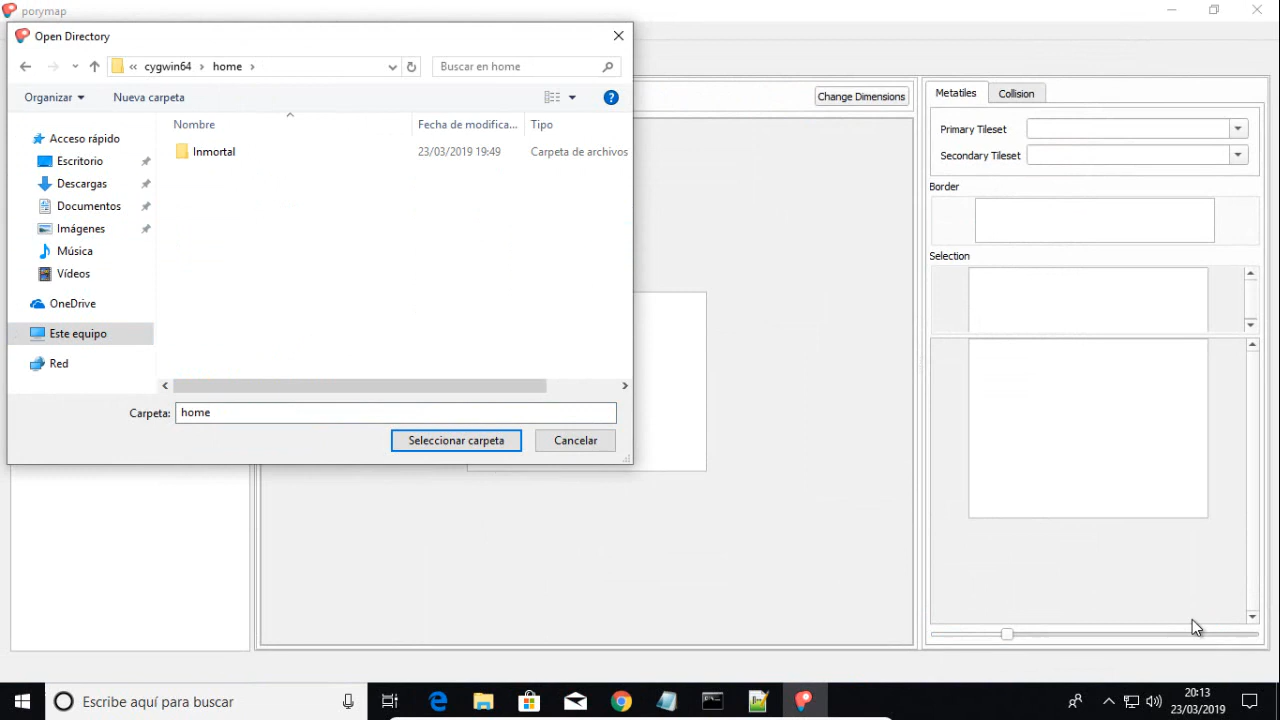 porymap
Open Directory
« cygwin64 › home ›
Buscar en home
Organizar
Nueva carpeta
Nombre
Fecha de modifica...
Tipo
Inmortal
23/03/2019 19:49
Carpeta de archivos
Acceso rápido
Escritorio
Descargas
Documentos
Imágenes
Música
Vídeos
OneDrive
Este equipo
Red
Carpeta:
home
Seleccionar carpeta
Cancelar
Change Dimensions
Metatiles
Collision
Primary Tileset
Secondary Tileset
Border
Selection
Escribe aquí para buscar
20:13
23/03/2019